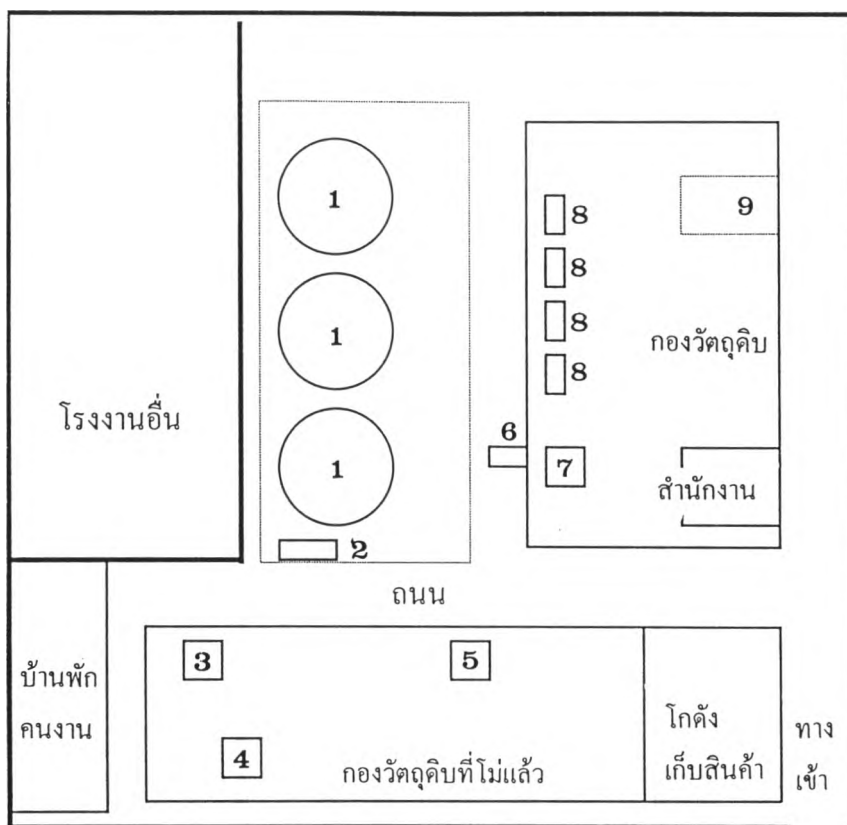 1
8
9
8
1
8
กองวัตถุดิบ
8
โรงงานอื่น
6
1
7
สำนักงาน
2
ถนน
3
5
บ้านพัก
คนงาน
โกดัง
เก็บสินค้า
ทาง
เข้า
4
กองวัตถุดิบที่โม่แล้ว